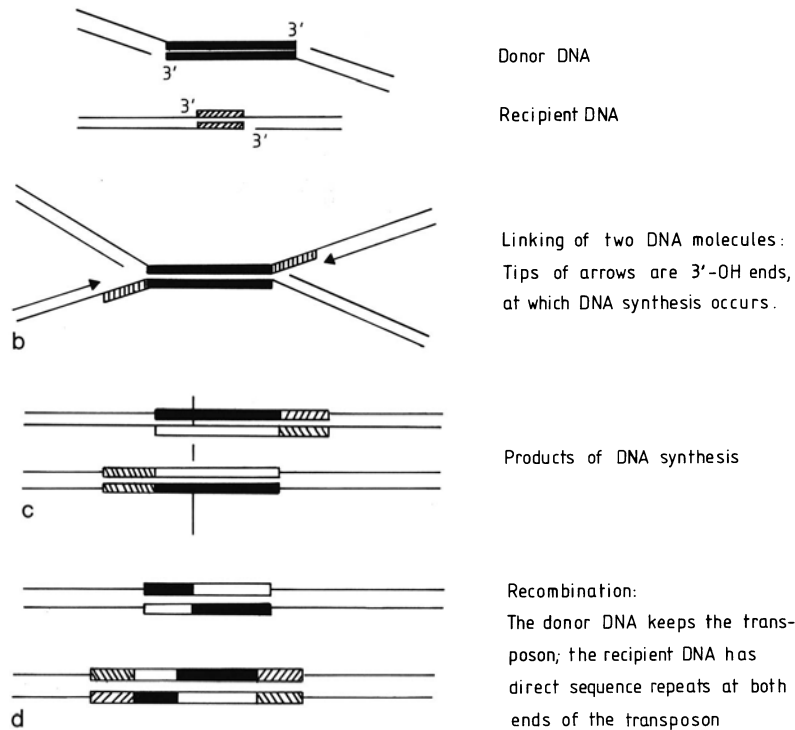 3'
3'
Donor DNA
3'
3'
Recipient DNA
Linking of two DNA molecules:
Tips of arrows are 3'-OH ends,
at which DNA synthesis occurs.
b
Products of DNA synthesis
c
Recombination:
The donor DNA keeps the trans-
poson; the recipient DNA has
direct sequence repeats at both
ends of the transposon
d